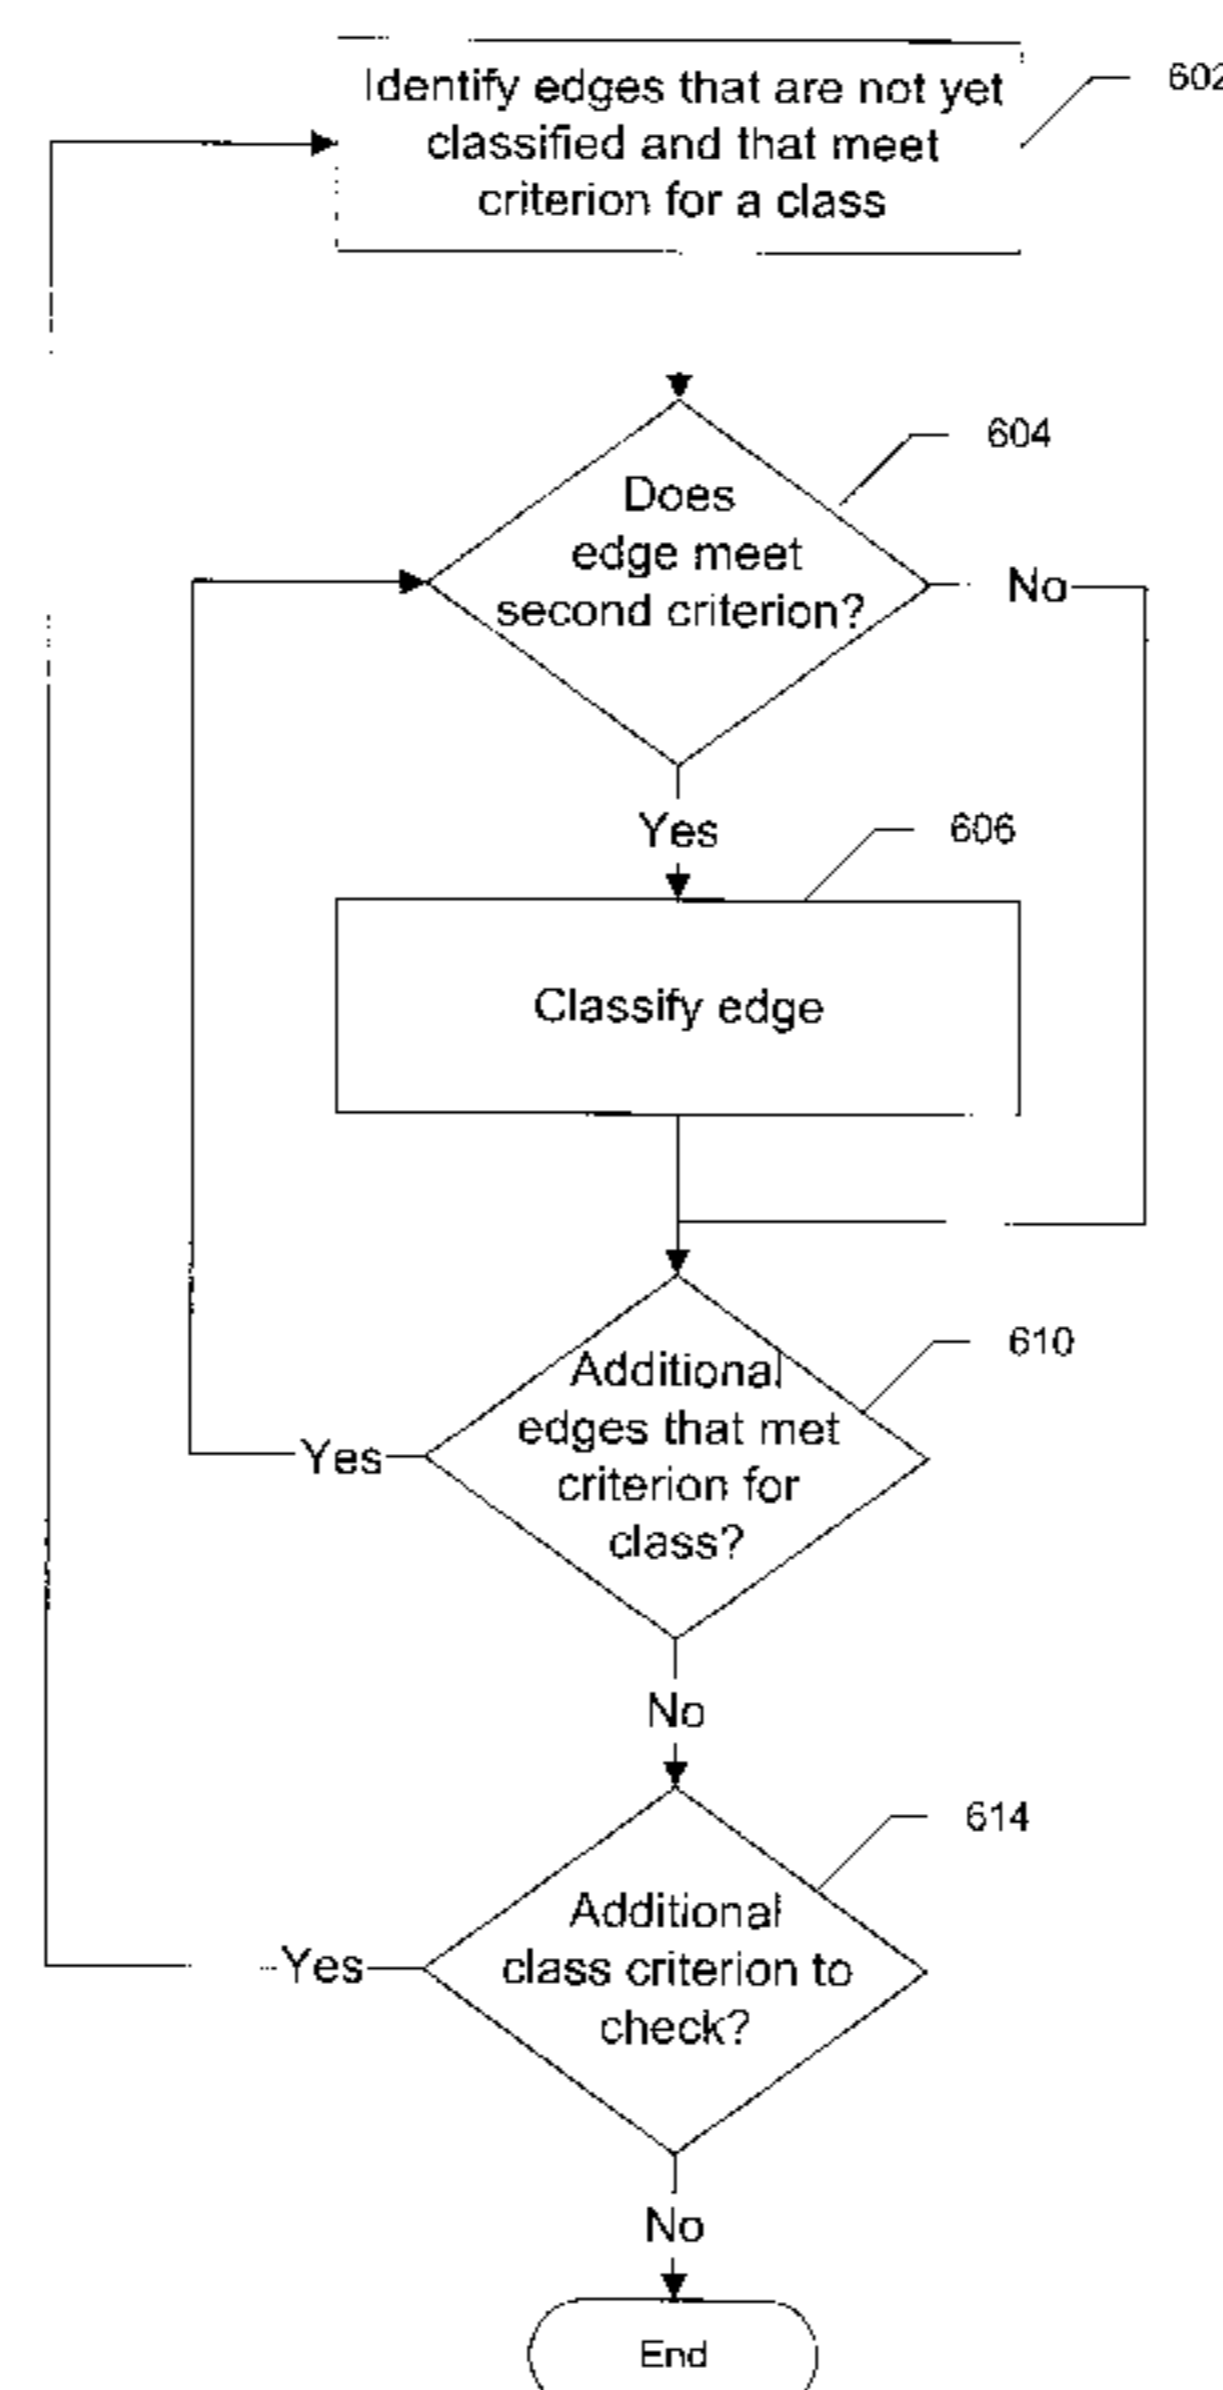 Identify edges that are not yet
classified and that meet
criterion for a class
602
604
Does
edge meet
second criterion?
No
Yes
606
Classify edge
610
Additional
edges that met
criterion for
class?
Yes
No
614
Additional
class criterion to
check?
Yes
No
End